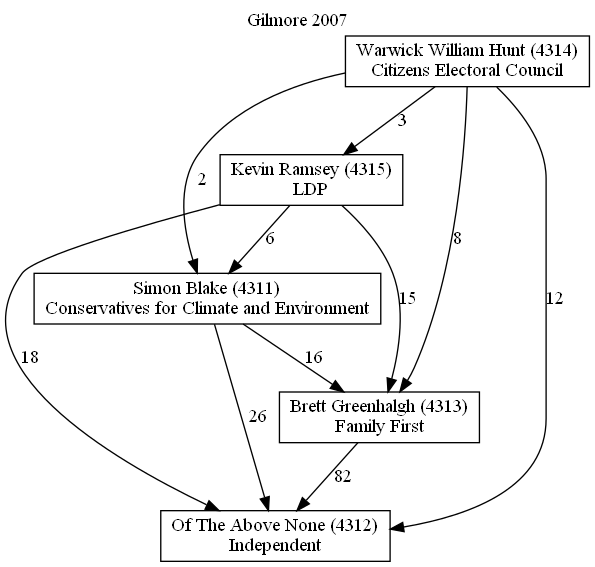 Gilmore 2007
Warwick William Hunt (4314)
Citizens Electoral Council
3
Kevin Ramsey (4315)
LDP
2
6
8
Simon Blake (4311)
Conservatives for Climate and Environment
15
12
18
16
Brett Greenhalgh (4313)
Family First
26
82
Of The Above None (4312)
Independent